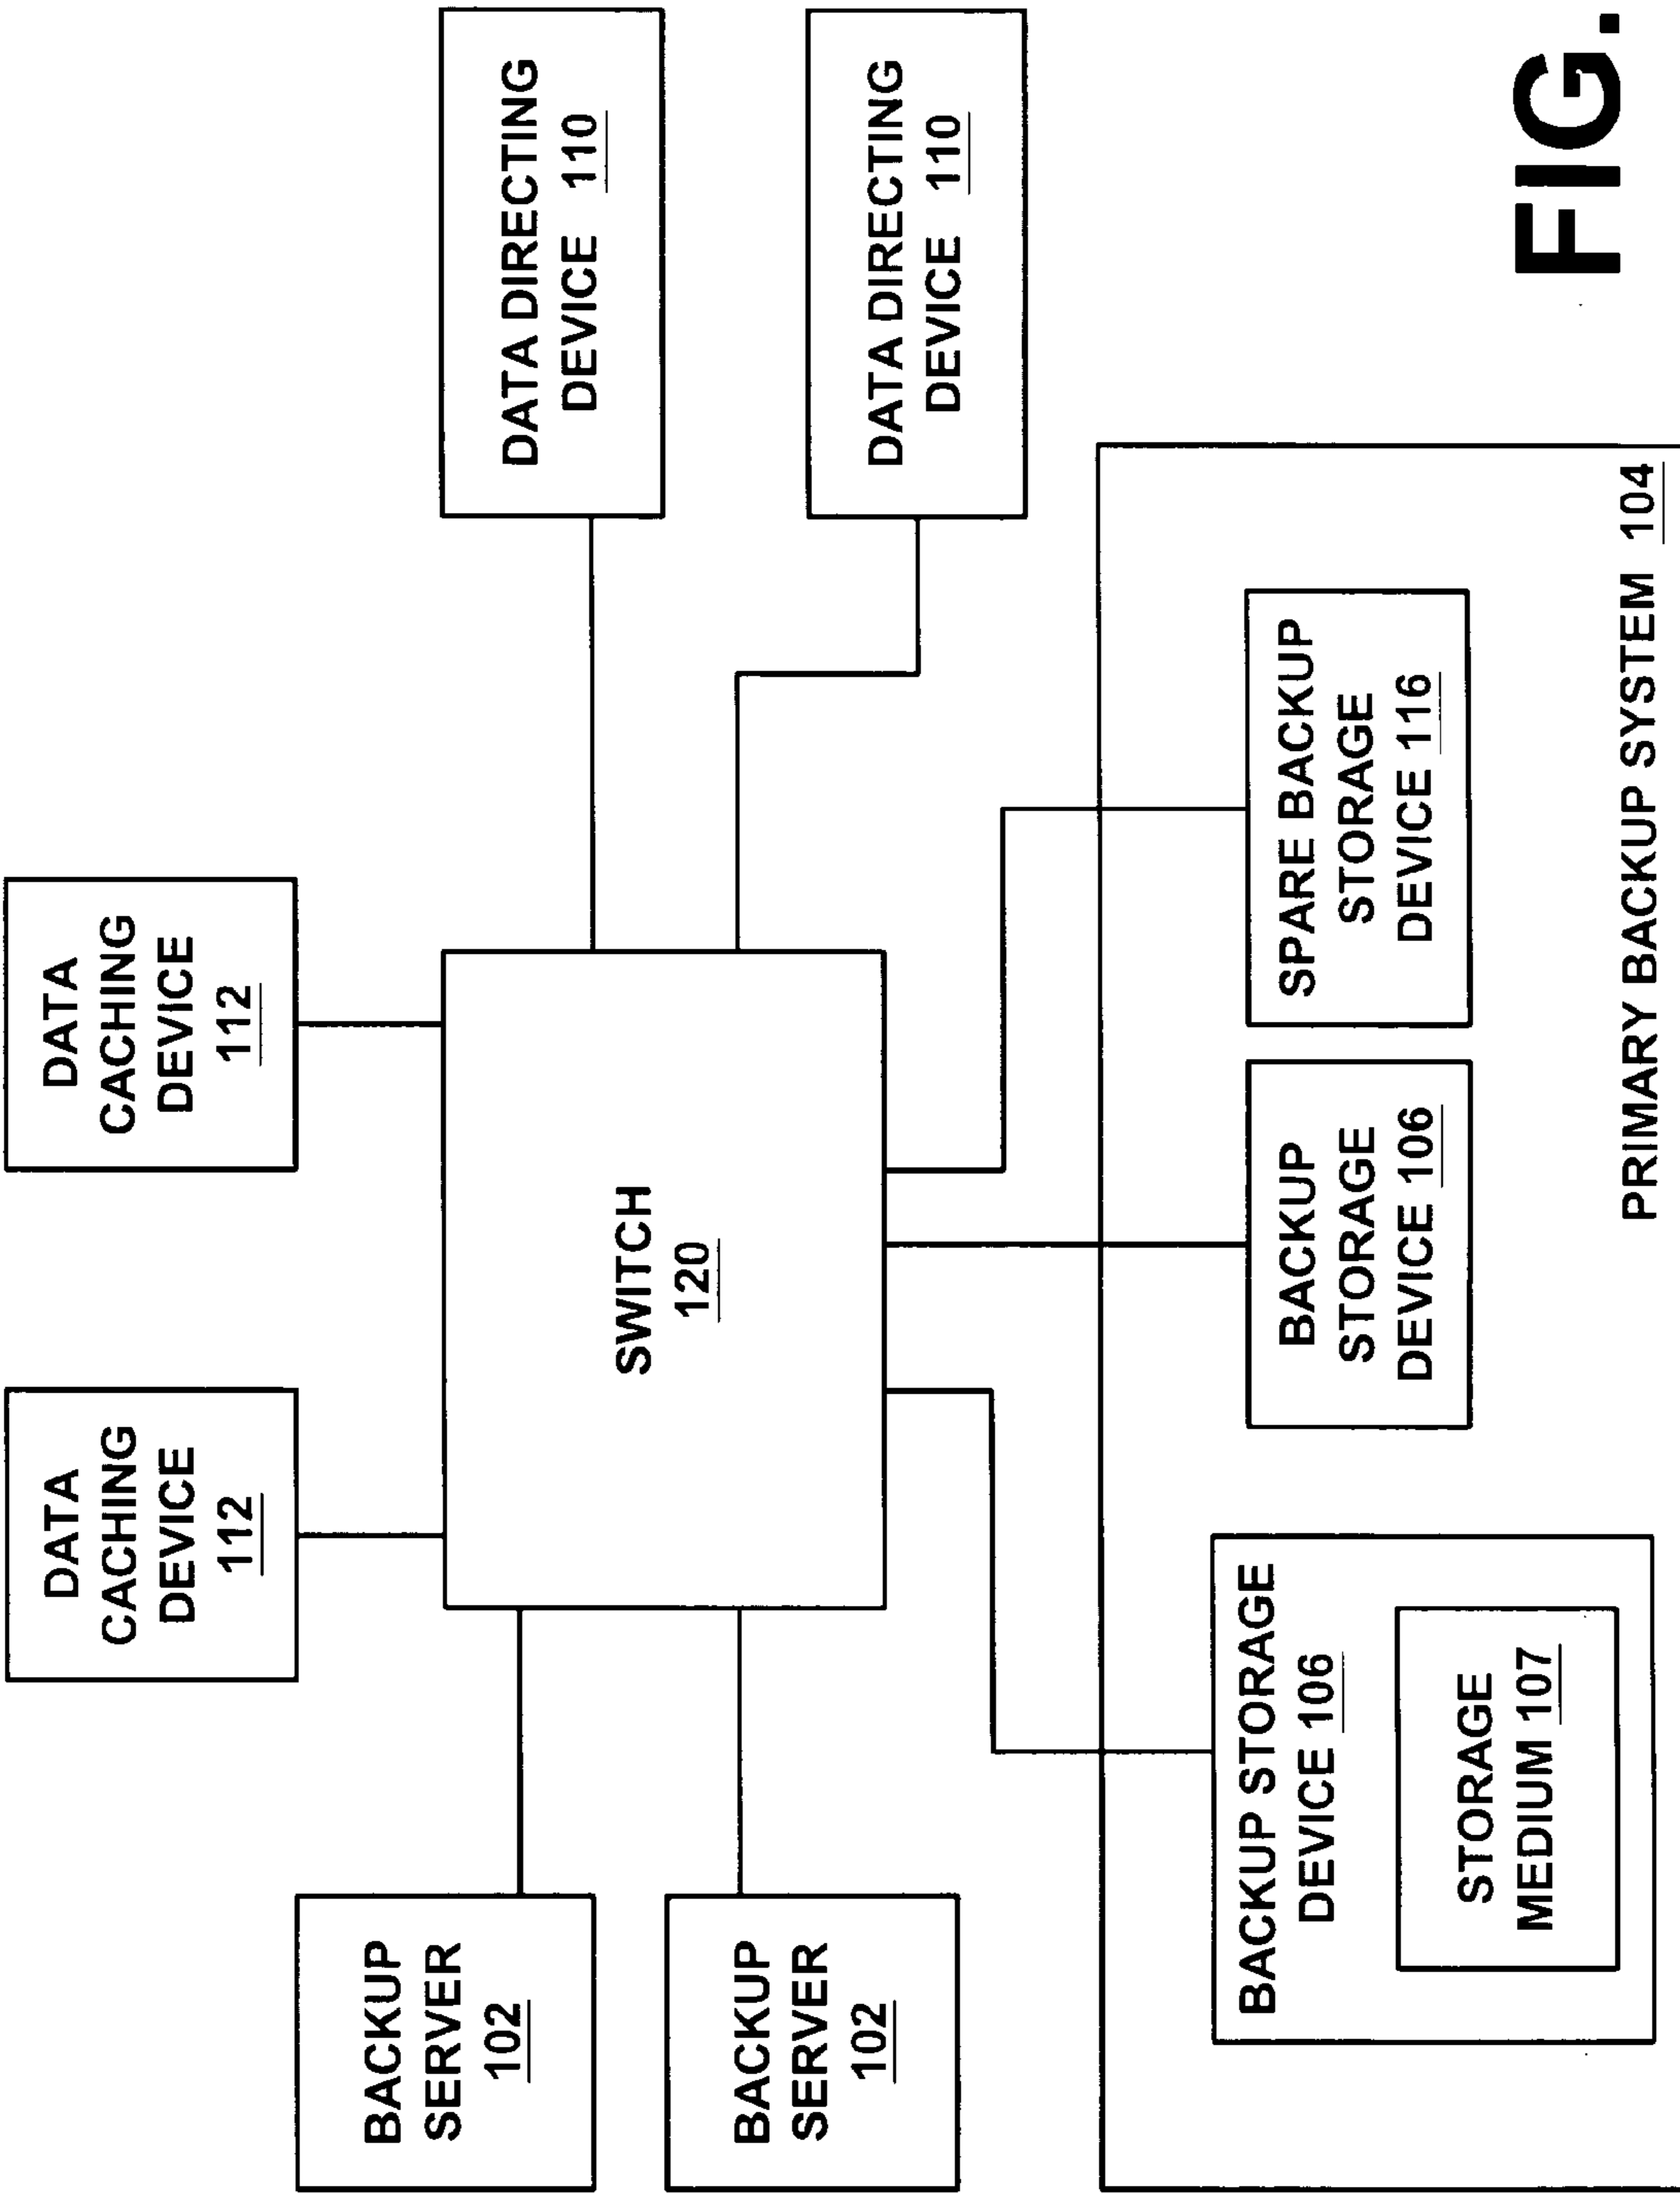 DATA
CACHING
DEVICE
112
DATA
CACHING
DEVICE
112
BACKUP
SERVER
102
BACKUP
SERVER
102
SWITCH
120
DATA DIRECTING
DEVICE 110
DATA DIRECTING
DEVICE 110
BACKUP STORAGE
DEVICE 106
STORAGE
MEDIUM 107
BACKUP
STORAGE
DEVICE 106
SPARE BACKUP
STORAGE
DEVICE 116
PRIMARY BACKUP SYSTEM 104
FIG.